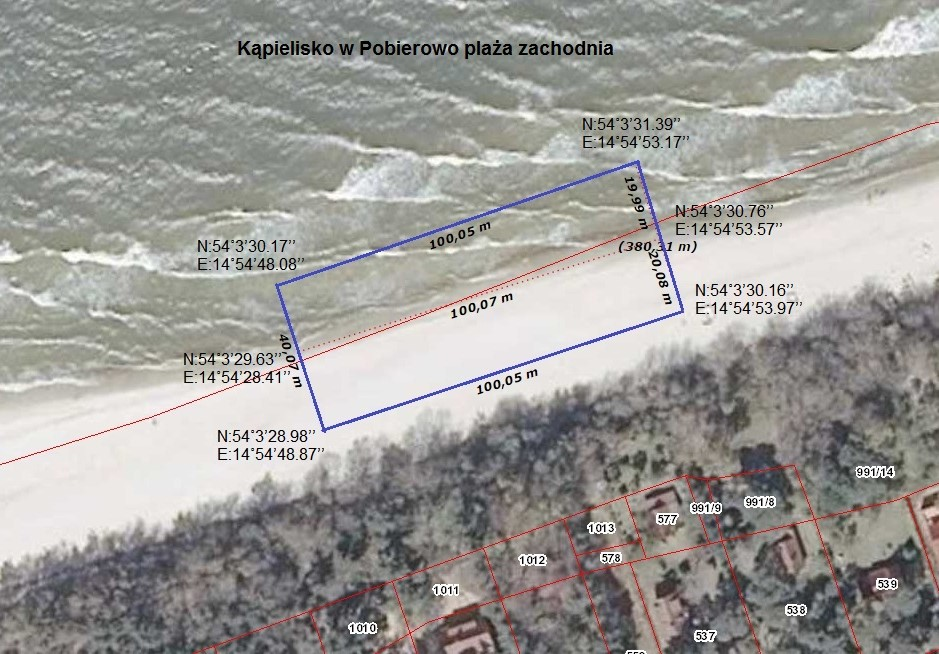 Kąpielisko w Pobierowo plaża zachodnia
N:54°3'31.39''
E:14°54'53.17''
19,99 m
N:54°3'30.76''
E:14°54'53.57''
100,05 m
N:54°3'30.17''
E:14°54'48.08''
(380,31 m)
20,08 m
N:54°3'30.16''
E:14°54'53.97''
100,07 m
40,07 m
N:54°3'29.63''
E:14°54'28.41''
100,05 m
N:54°3'28.98''
E:14°54'48.87''
991/14
991/8
991/9
577
1013
578
1012
1011
539
538
1010
537